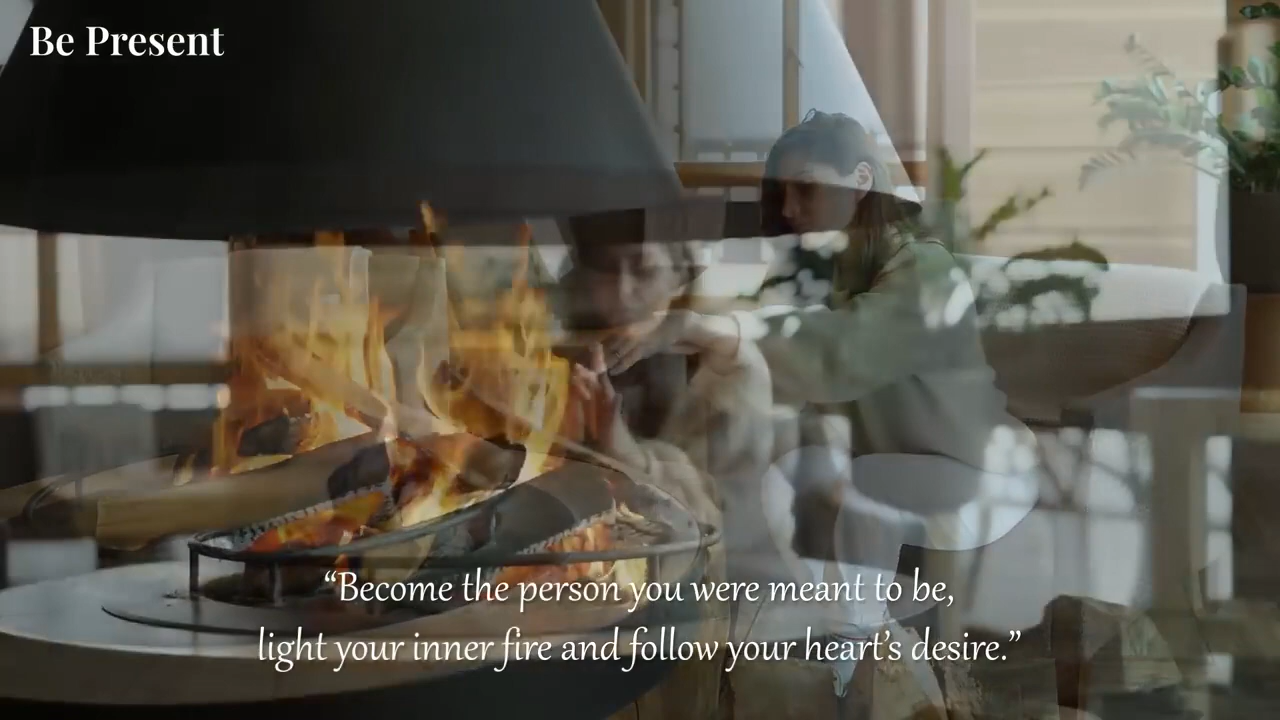 Be Present
“Become the person you were meant to be,
light your inner fire and follow your heart’s desire.”